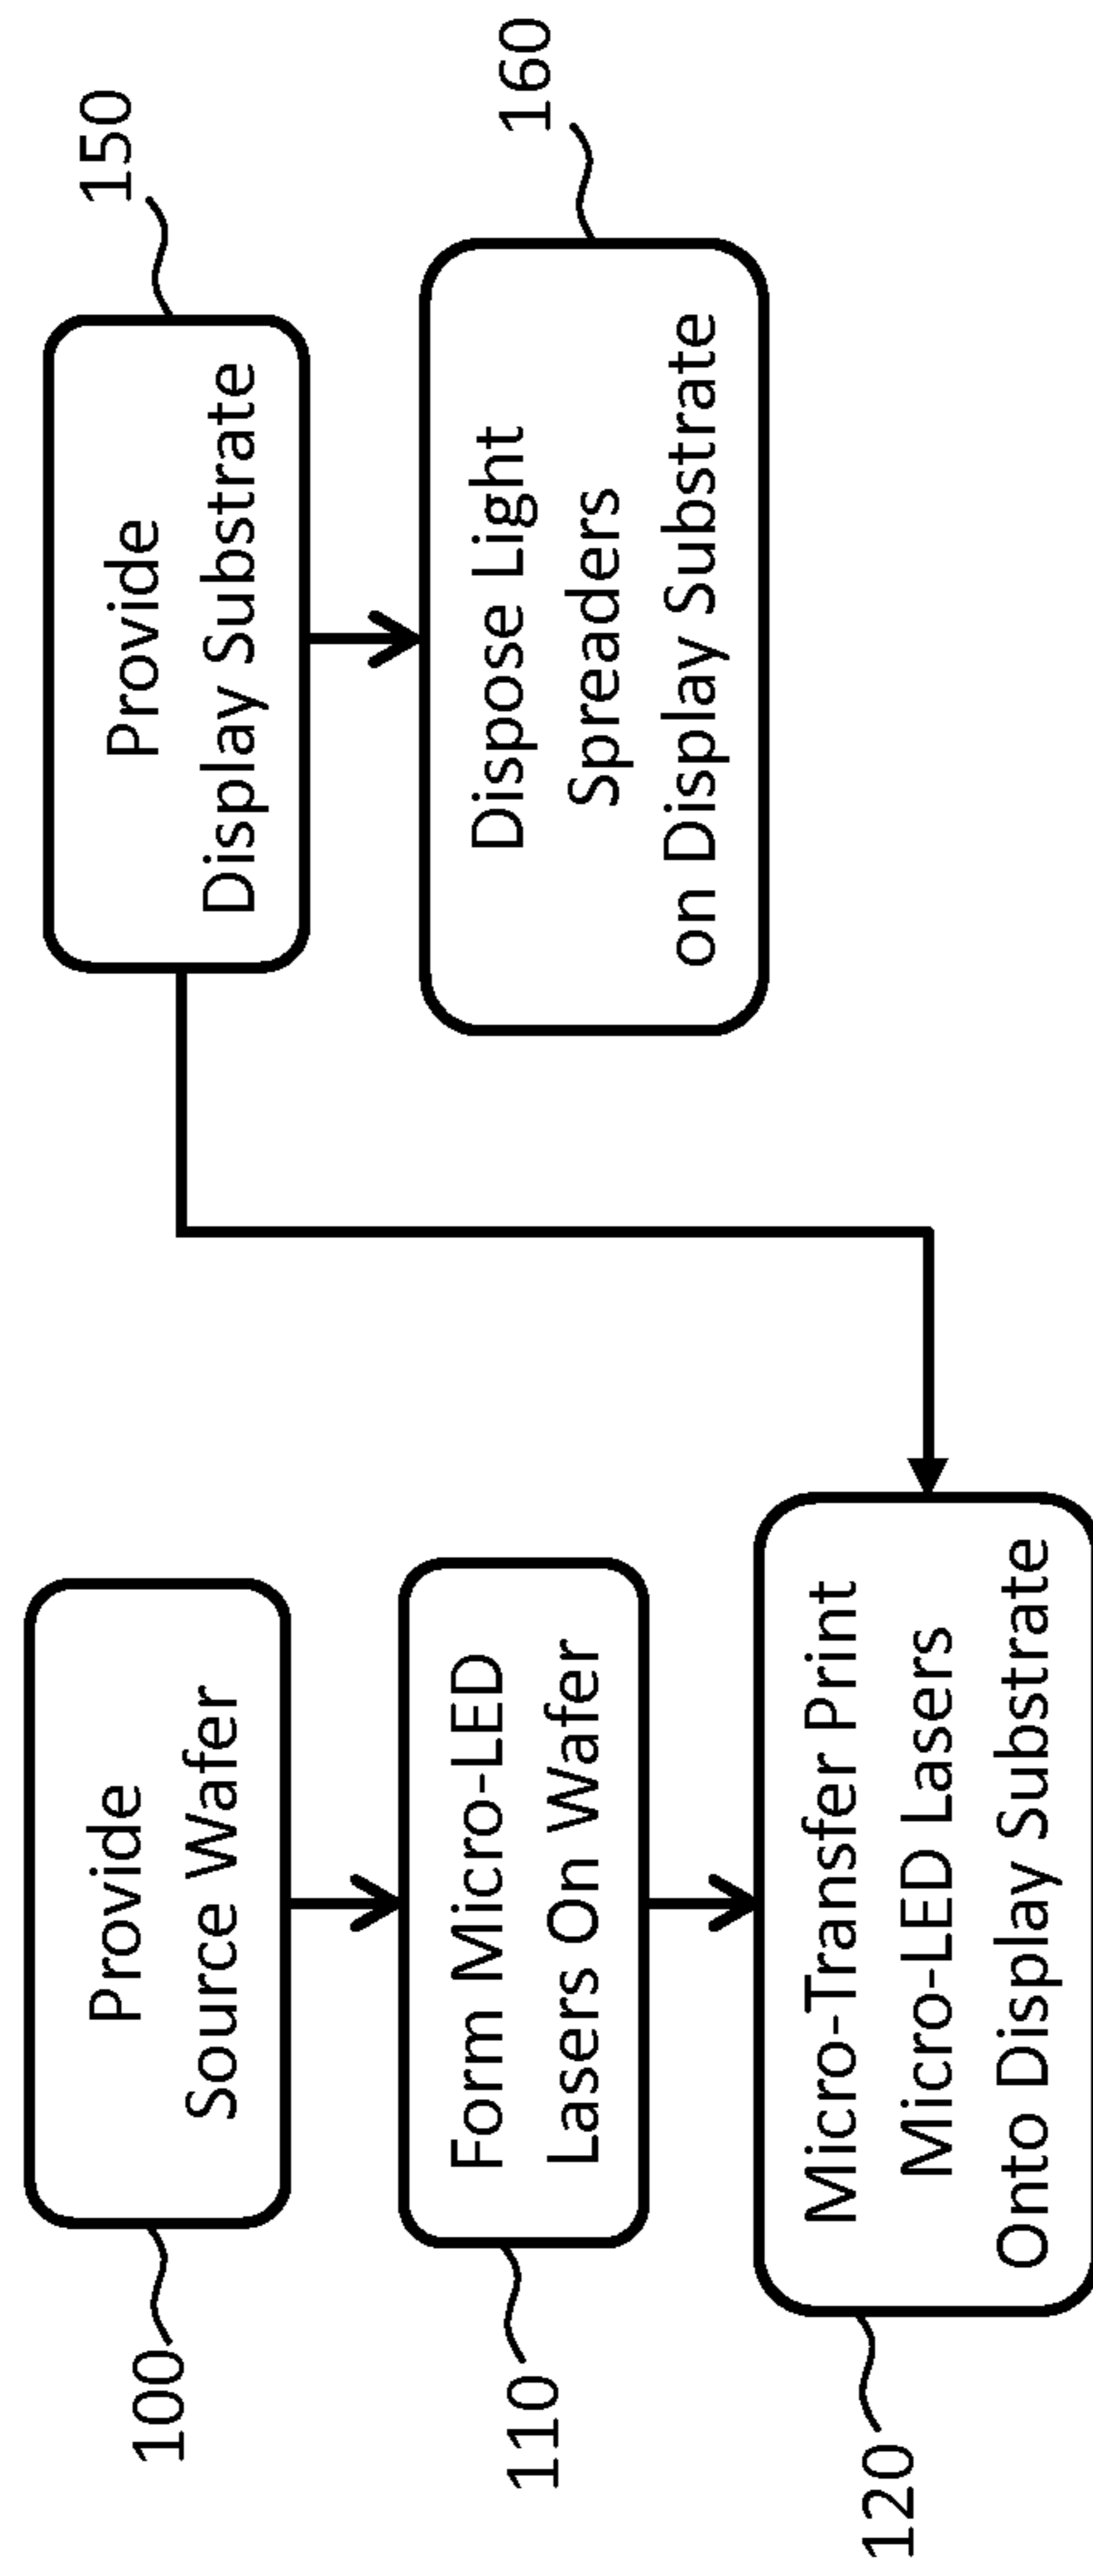 100
Provide
Source Wafer
110
Form Micro-LED
Lasers On Wafer
120
Micro-Transfer Print
Micro-LED Lasers
Onto Display Substrate
150
Provide
Display Substrate
160
Dispose Light
Spreaders
on Display Substrate